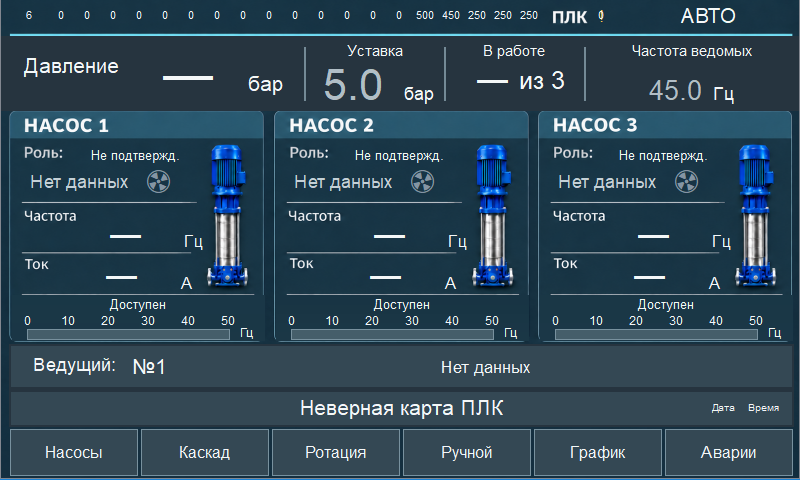 6 0 0 0 0 0 0 0 0 0 0 0 500 450 250 250 250 ПЛК 0 АВТО
Давление — бар
Уставка
5.0 бар
В работе
— из 3
Частота ведомых
45.0 Гц
НАСОС 1
Роль: Не подтвержд.
Нет данных
Частота
— Гц
Ток
— А
Доступен
0 10 20 30 40 50 Гц
НАСОС 2
Роль: Не подтвержд.
Нет данных
Частота
— Гц
Ток
— А
Доступен
0 10 20 30 40 50 Гц
НАСОС 3
Роль: Не подтвержд.
Нет данных
Частота
— Гц
Ток
— А
Доступен
0 10 20 30 40 50 Гц
Ведущий: №1 Нет данных
Неверная карта ПЛК Дата Время
Насосы Каскад Ротация Ручной График Аварии